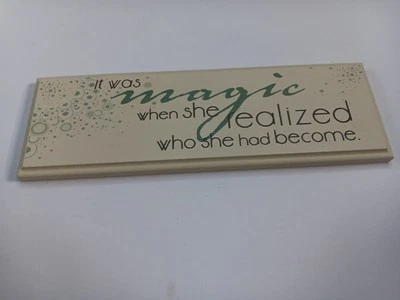 It was
magic
when she realized
who she had become.